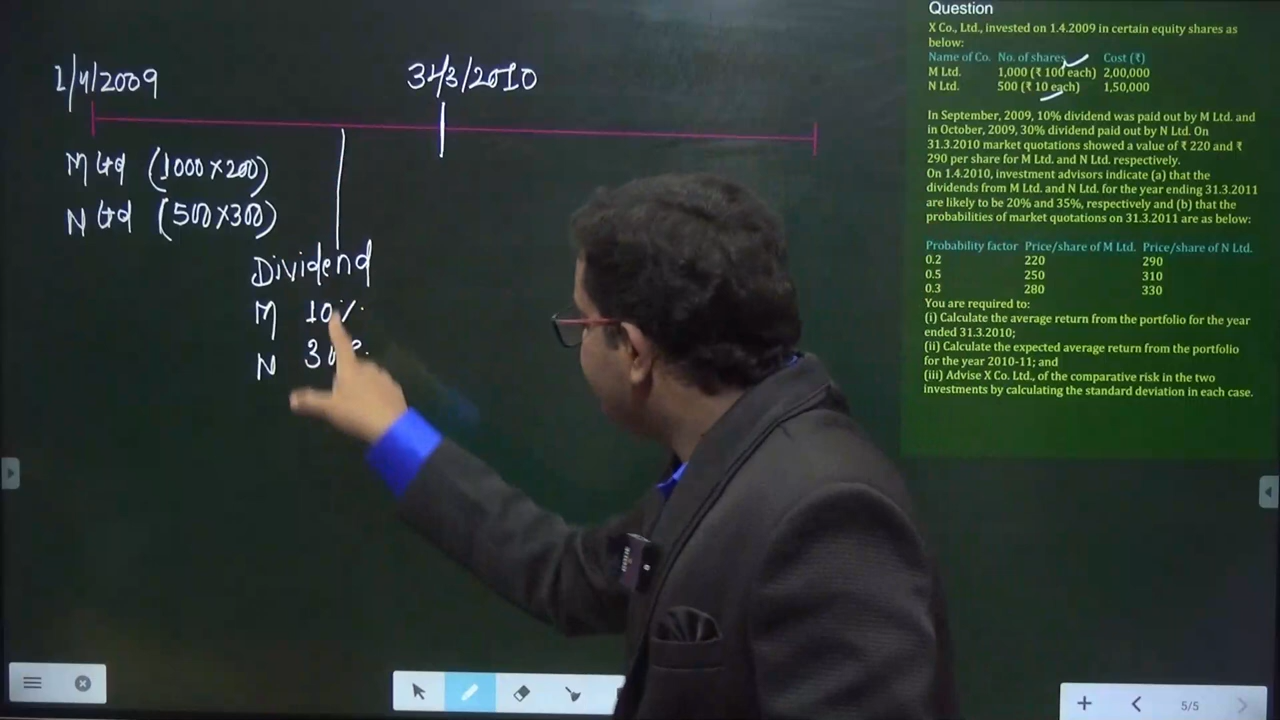 1/4/2009
31/3/2010
M Ltd (1000×200)
N Ltd (500×300)
Dividend
M 10%
N
Question
X Co., Ltd., invested on 1.4.2009 in certain equity shares as
below:
Name of Co. No. of shares Cost (₹)
M Ltd. 1,000 (₹ 100 each) 2,00,000
N Ltd. 500 (₹ 10 each) 1,50,000
In September, 2009, 10% dividend was paid out by M Ltd. and
in October, 2009, 30% dividend paid out by N Ltd. On
31.3.2010 market quotations showed a value of ₹ 220 and ₹
290 per share for M Ltd. and N Ltd. respectively.
On 1.4.2010, investment advisors indicate (a) that the
dividends from M Ltd. and N Ltd. for the year ending 31.3.2011
are likely to be 20% and 35%, respectively and (b) that the
probabilities of market quotations on 31.3.2011 are as below:
Probability factor Price/share of M Ltd. Price/share of N Ltd.
0.2 220 290
0.5 250 310
0.3 280 330
You are required to:
(i) Calculate the average return from the portfolio for the year
ended 31.3.2010;
(ii) Calculate the expected average return from the portfolio
for the year 2010-11; and
(iii) Advise X Co. Ltd., of the comparative risk in the two
investments by calculating the standard deviation in each case.
5/5